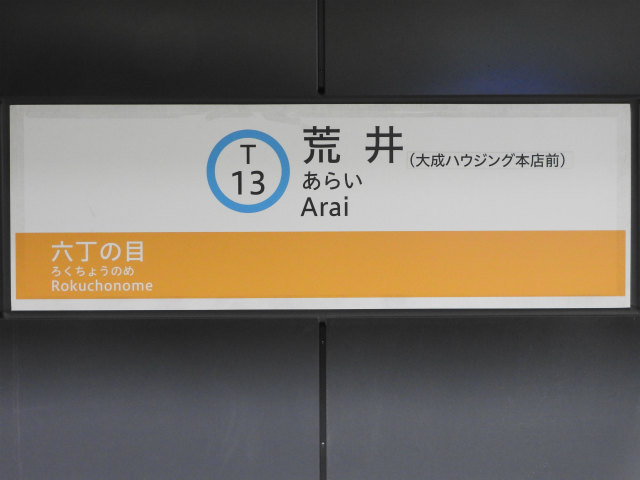 T
13
荒井
(大成ハウジング本店前)
あらい
Arai
六丁の目
ろくちょうのめ
Rokuchonome